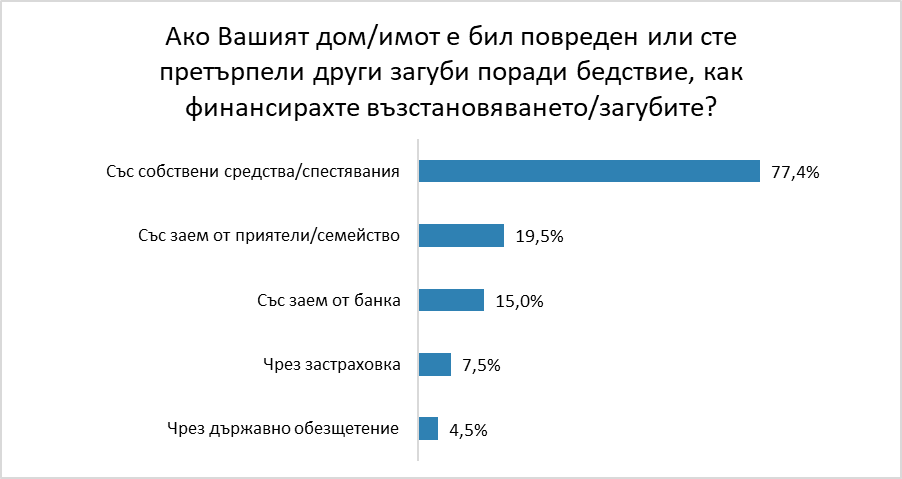 Ако Вашият дом/имот е бил повреден или сте
претърпели други загуби поради бедствие, как
финансирахте възстановяването/загубите?
Със собствени средства/спестявания
77,4%
Със заем от приятели/семейство
19,5%
Със заем от банка
15,0%
Чрез застраховка
7,5%
Чрез държавно обезщетение
4,5%